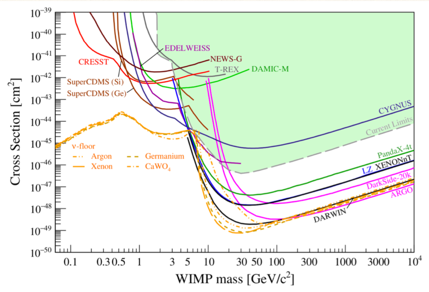 10^-39
10^-40
10^-41
10^-42
10^-43
10^-44
10^-45
10^-46
10^-47
10^-48
10^-49
10^-50
Cross Section [cm²]
EDELWEISS
NEWS-G
CRESST
T-REX
DAMIC-M
SuperCDMS (Si)
SuperCDMS (Ge)
CYGNUS
Current Limits
ν-floor
Argon
Germanium
Xenon
CaWO₄
PandaX-4t
LZ, XENONnT
DarkSide-20k
ARGO
DARWIN
0.1 0.3 0.5 1 3 5 10 30 50 100 300 1000 3000 10^4
WIMP mass [GeV/c²]